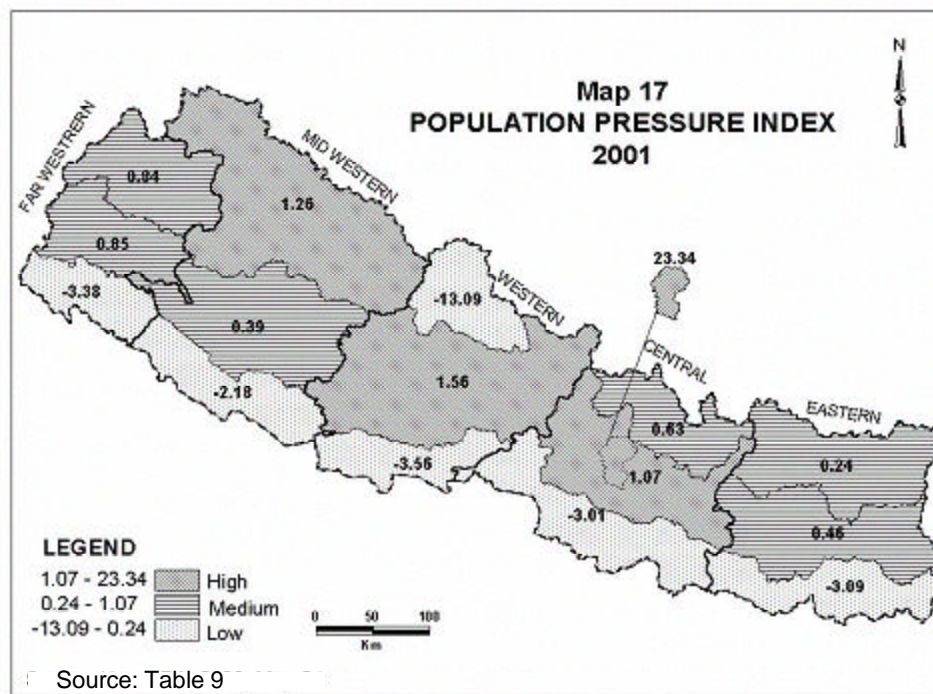 N
Map 17
POPULATION PRESSURE INDEX
2001
FAR WESTRERN
MID WESTERN
WESTERN
CENTRAL
EASTERN
0.84
1.26
0.85
23.34
-3.38
-13.09
0.39
1.56
-2.18
0.63
0.24
-3.56
1.07
-3.01
0.46
-3.09
LEGEND
1.07 - 23.34 High
0.24 - 1.07 Medium
-13.09 - 0.24 Low
0 50 100
Km
Source: Table 9